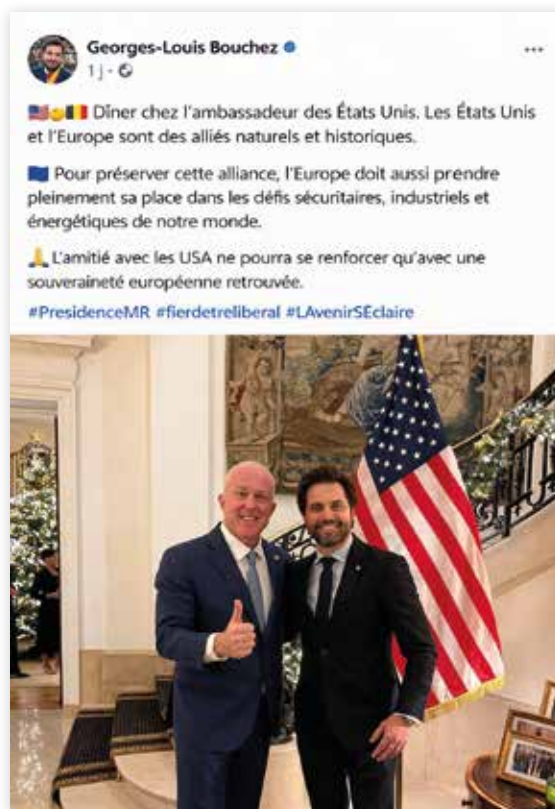 Georges-Louis Bouchez
1 j
Dîner chez l'ambassadeur des États Unis. Les États Unis
et l'Europe sont des alliés naturels et historiques.
Pour préserver cette alliance, l'Europe doit aussi prendre
pleinement sa place dans les défis sécuritaires, industriels et
énergétiques de notre monde.
L'amitié avec les USA ne pourra se renforcer qu'avec une
souveraineté européenne retrouvée.
#PresidenceMR #fierdetreliberal #LAvenirSÉclaire